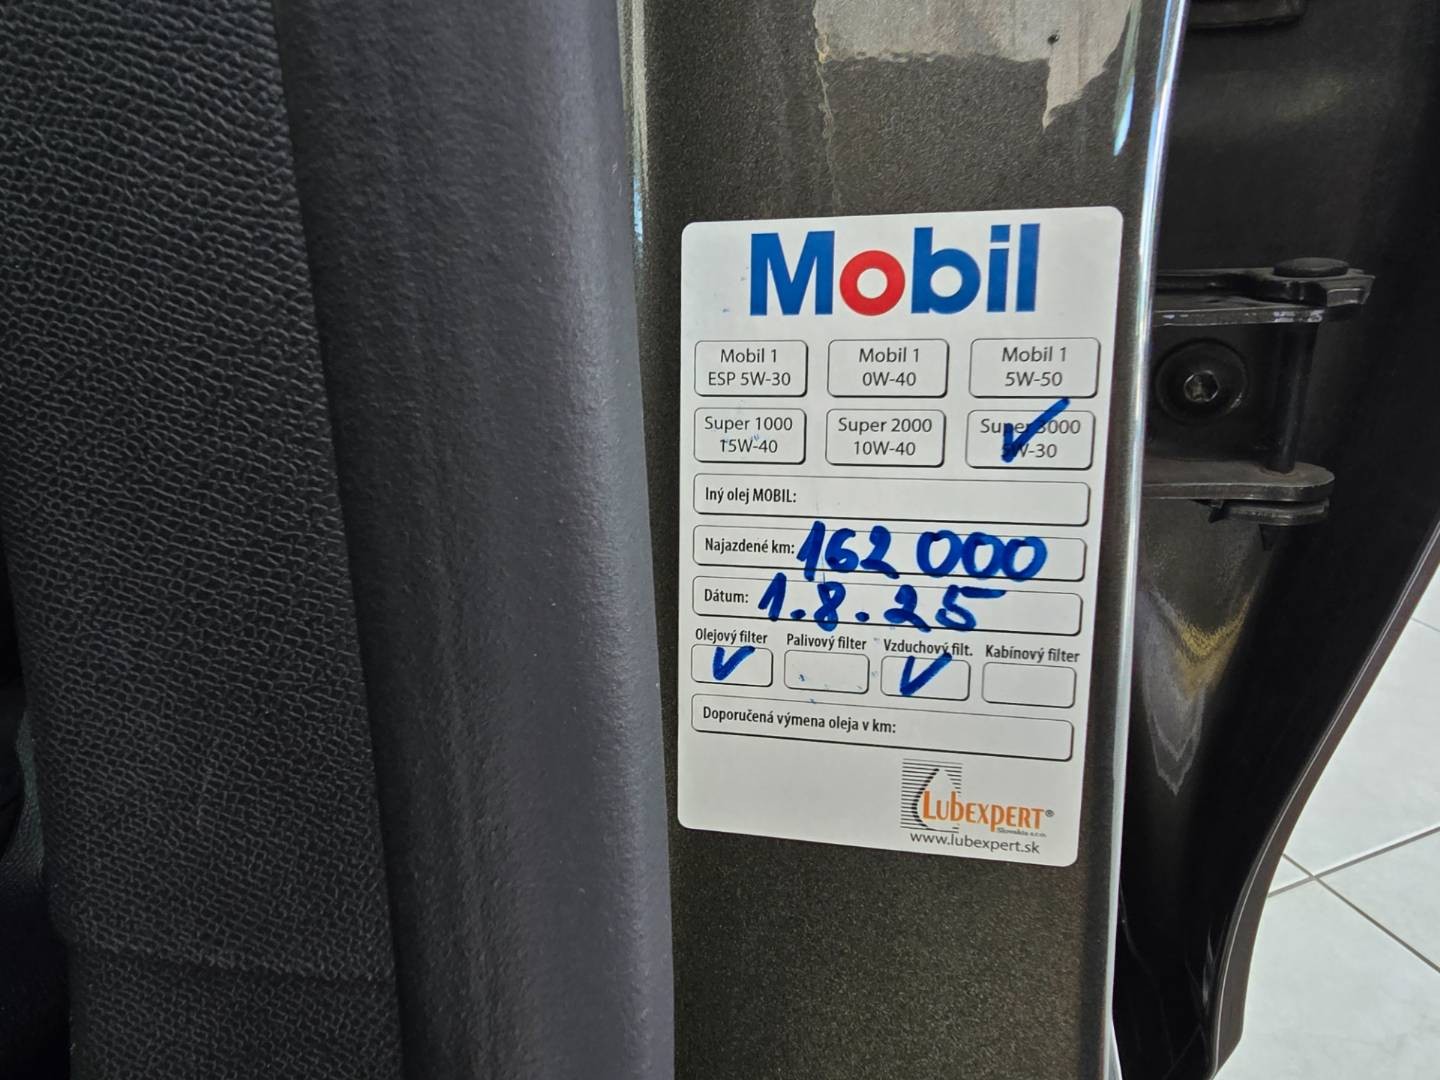 Mobil
Mobil 1
ESP 5W-30
Mobil 1
0W-40
Mobil 1
5W-50
Super 1000
15W-40
Super 2000
10W-40
Super 3000
5W-30
Iný olej MOBIL:
Najazdené km: 162 000
Dátum: 1.8.25
Olejový filter Palivový filter Vzduchový filt. Kabínový filter
Doporučená výmena oleja v km:
LUBEXPERT®
Slovakia s.r.o.
www.lubexpert.sk